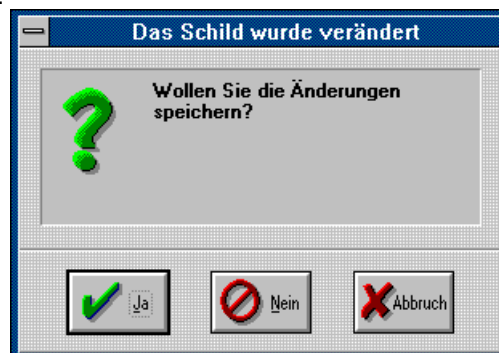 Das Schild wurde verändert
Wollen Sie die Änderungen
speichern?
Ja
Nein
Abbruch